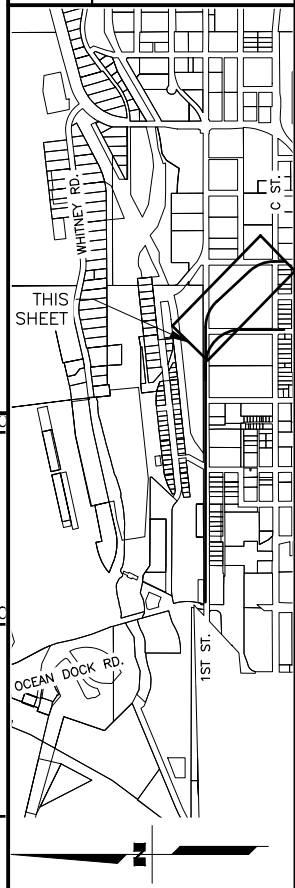 WHITNEY RD.
C ST.
THIS
SHEET
1ST ST.
OCEAN DOCK RD.
N